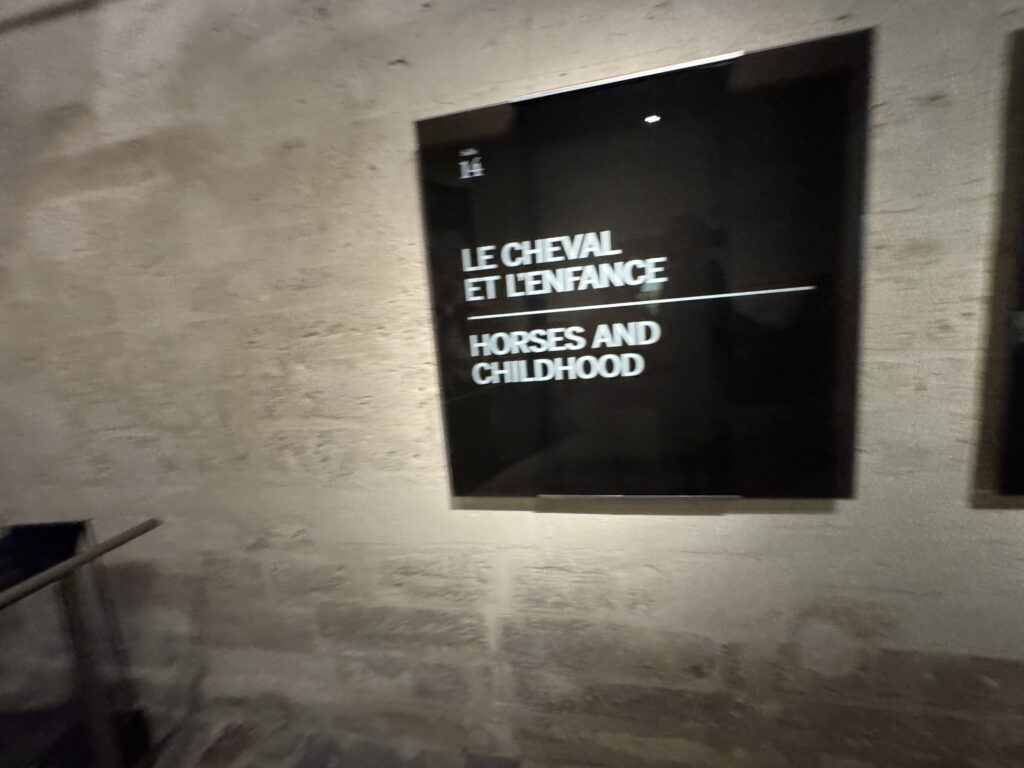 14
LE CHEVAL
ET L'ENFANCE
HORSES AND
CHILDHOOD